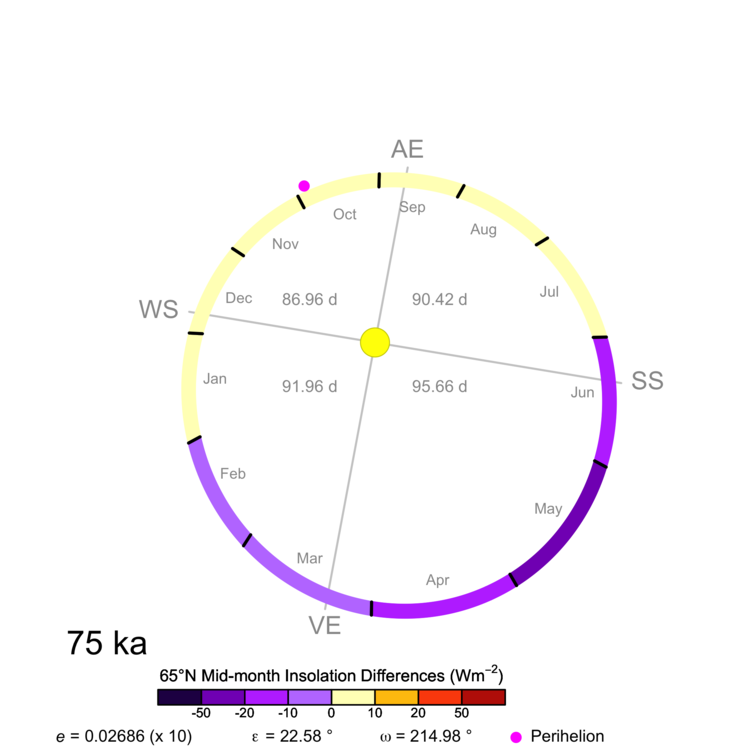 AE
Sep
Oct
Aug
Nov
Jul
Dec
86.96 d
90.42 d
WS
Jan
91.96 d
95.66 d
SS
Jun
Feb
May
Mar
Apr
VE
75 ka
65°N Mid-month Insolation Differences (Wm⁻²)
-50 -20 -10 0 10 20 50
e = 0.02686 (x 10) ε = 22.58 ° ω = 214.98 ° Perihelion